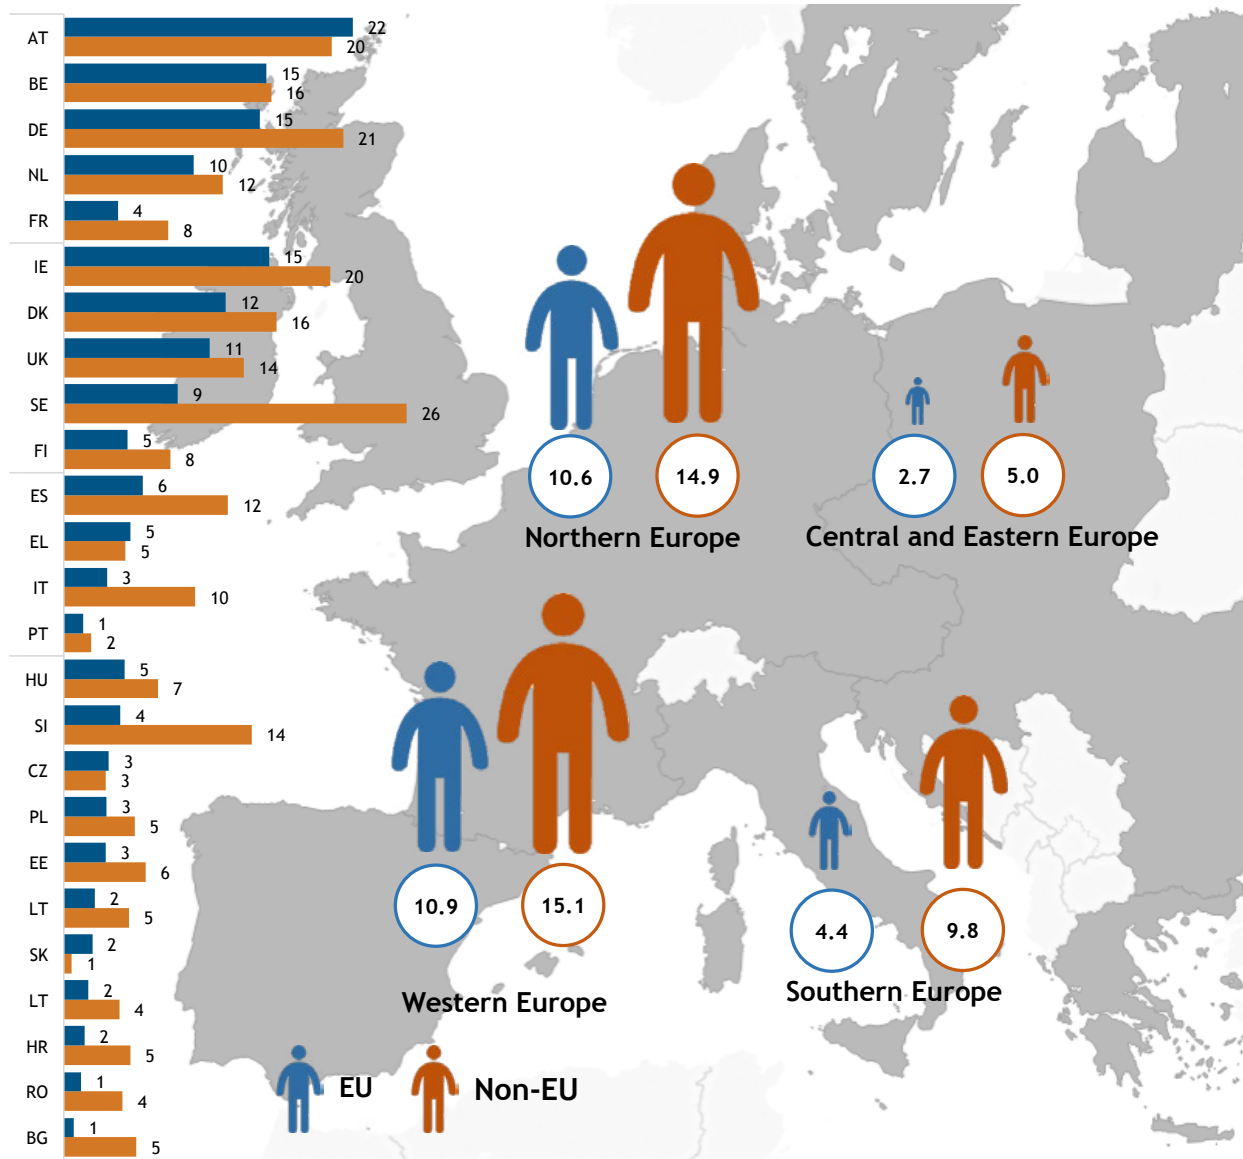 AT 22
20
BE 15
16
DE 15
21
NL 10
12
FR 4
8
IE 15
20
DK 12
16
UK 11
14
SE 9
26
FI 5
8
ES 6
12
EL 5
5
IT 3
10
PT 1
2
HU 5
7
SI 4
14
CZ 3
3
PL 3
5
EE 3
6
LT 2
5
SK 2
1
LT 2
4
HR 2
5
RO 1
4
BG 1
5
10.6 14.9
Northern Europe
2.7 5.0
Central and Eastern Europe
10.9 15.1
Western Europe
4.4 9.8
Southern Europe
EU Non-EU